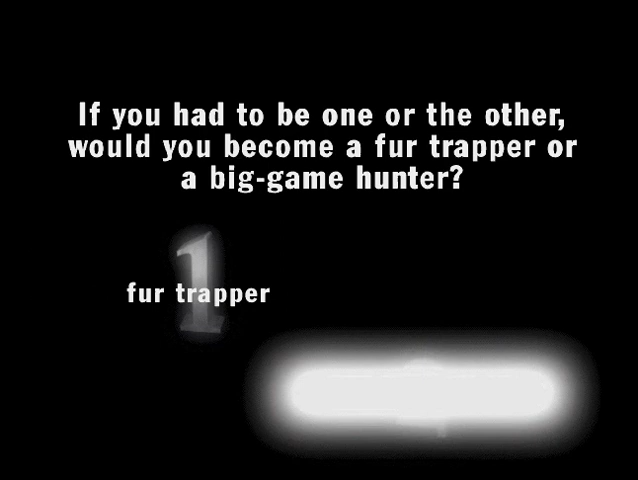 If you had to be one or the other,
would you become a fur trapper or
a big-game hunter?
1
fur trapper